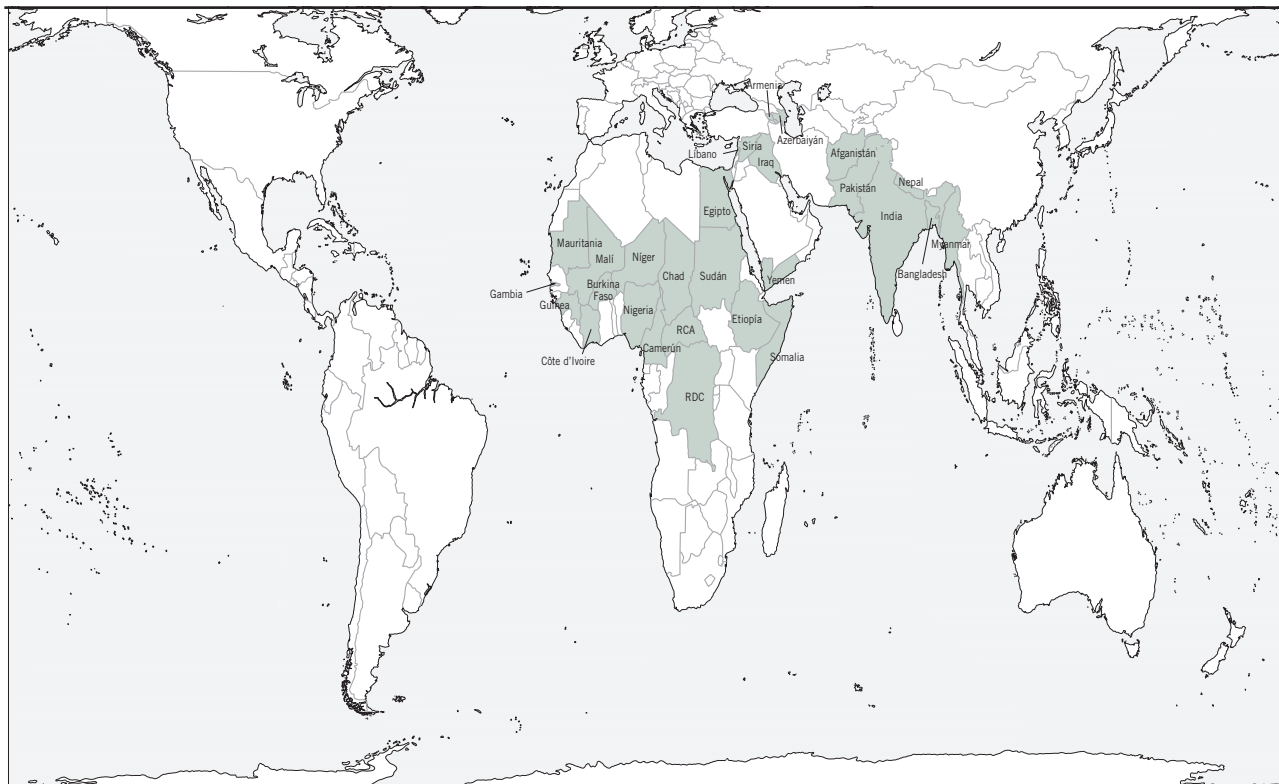 Armenia
Azerbaiyán
Líbano
Siria
Iraq
Afganistán
Pakistán
Nepal
India
Myanmar
Bangladesh
Egipto
Yemen
Mauritania
Malí
Níger
Chad
Sudán
Gambia
Guinea
Burkina
Faso
Nigeria
Etiopía
RCA
Camerún
Côte d'Ivoire
Somalia
RDC